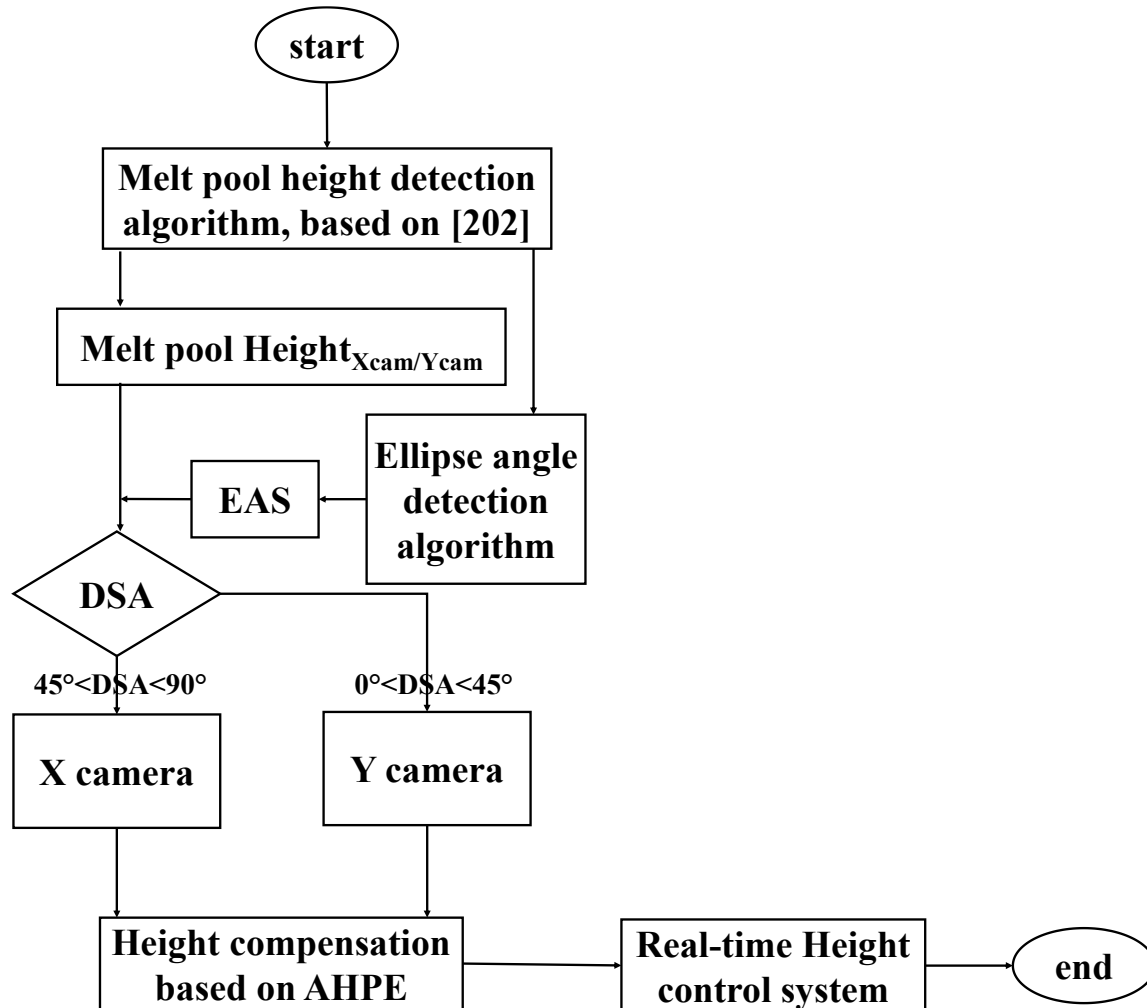 start
Melt pool height detection
algorithm, based on [202]
Melt pool Height_Xcam/Ycam
Ellipse angle
detection
algorithm
EAS
DSA
45°<DSA<90°
0°<DSA<45°
X camera
Y camera
Height compensation
based on AHPE
Real-time Height
control system
end